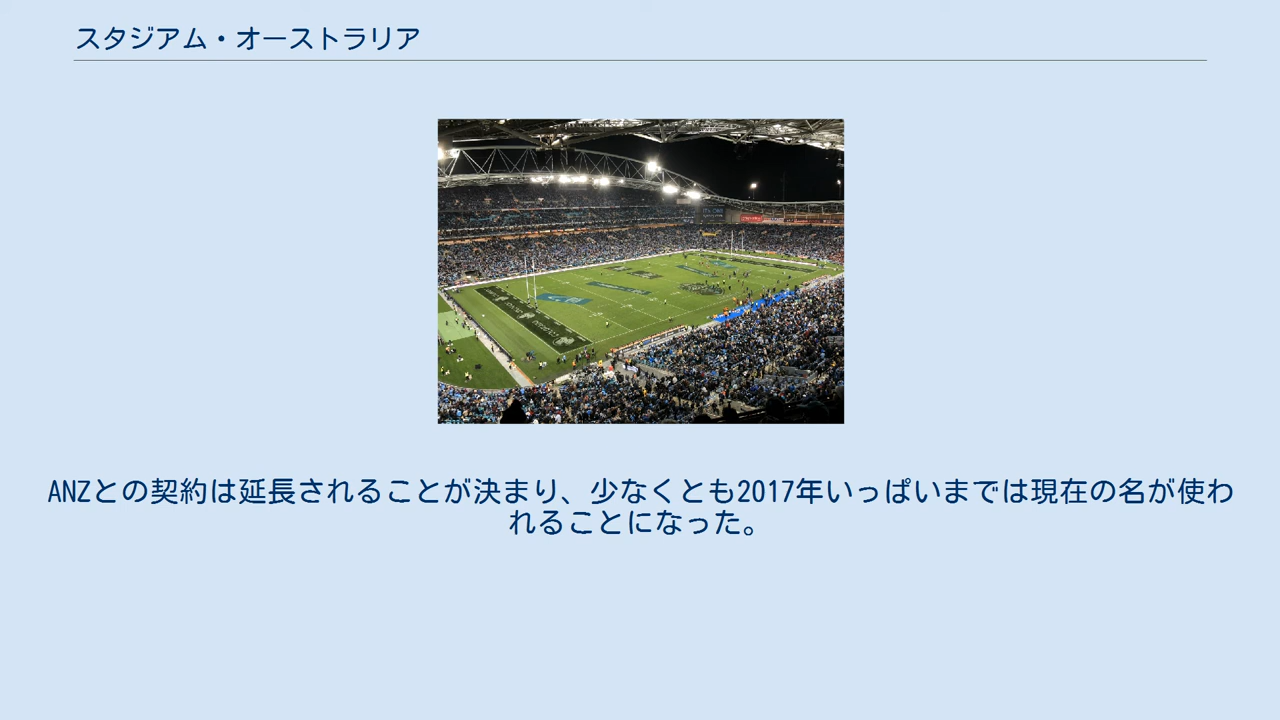 スタジアム・オーストラリア
ANZとの契約は延長されることが決まり、少なくとも2017年いっぱいまでは現在の名が使わ
れることになった。